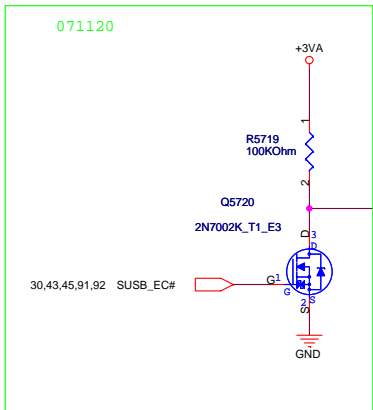 071120
+3VA
1
R5719
100KOhm
2
Q5720
2N7002K_T1_E3
D
3
D
30,43,45,91,92 SUSB_EC#
G
1
G
S
2
S
GND